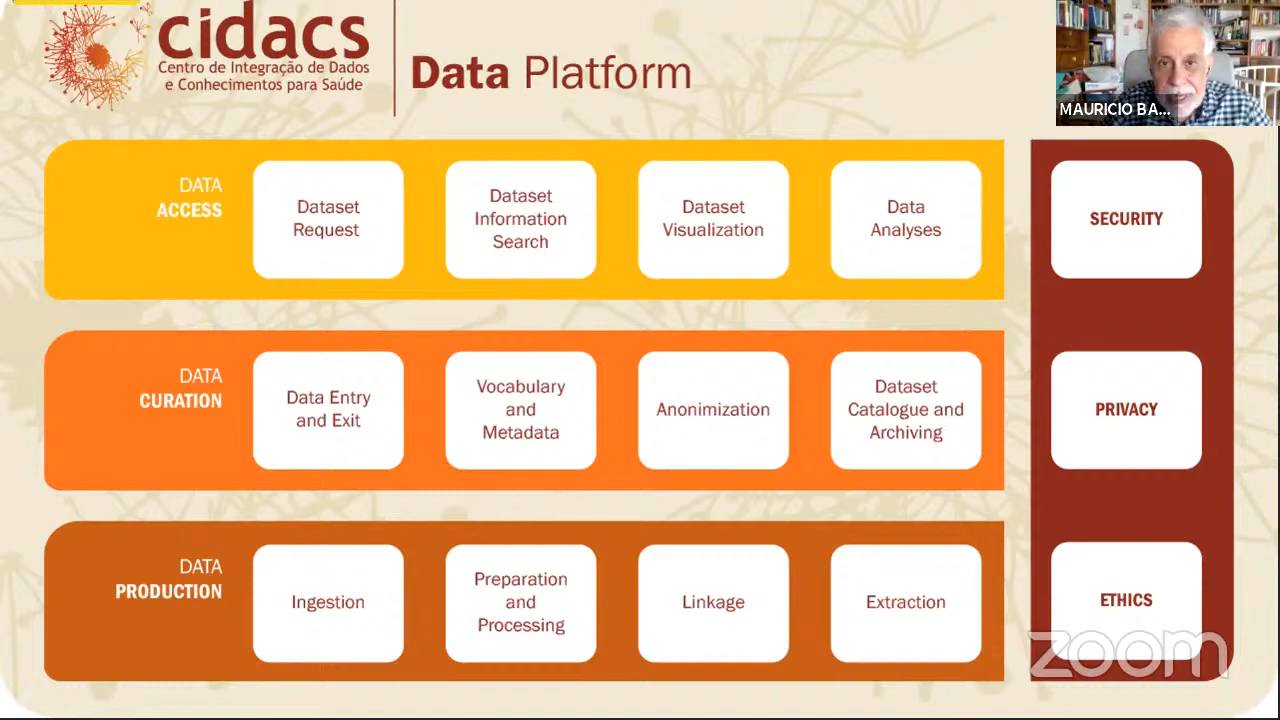 cidacs
Centro de Integração de Dados
e Conhecimentos para Saúde
Data Platform
MAURICIO BA...
DATA
ACCESS
Dataset
Request
Dataset
Information
Search
Dataset
Visualization
Data
Analyses
SECURITY
DATA
CURATION
Data Entry
and Exit
Vocabulary
and
Metadata
Anonimization
Dataset
Catalogue and
Archiving
PRIVACY
DATA
PRODUCTION
Ingestion
Preparation
and
Processing
Linkage
Extraction
ETHICS
zoom